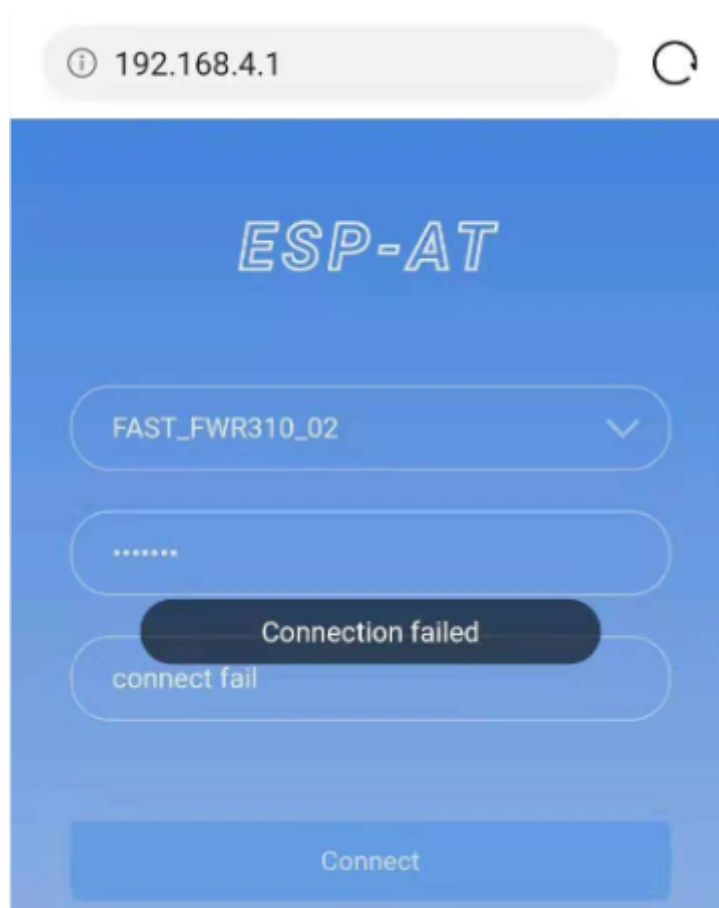 192.168.4.1
ESP-AT
FAST_FWR310_02
•••••••
Connection failed
connect fail
Connect